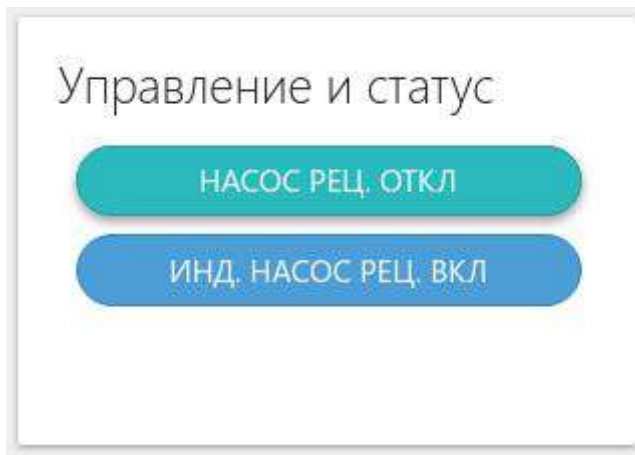 Управление и статус
НАСОС РЕЦ. ОТКЛ
ИНД. НАСОС РЕЦ. ВКЛ